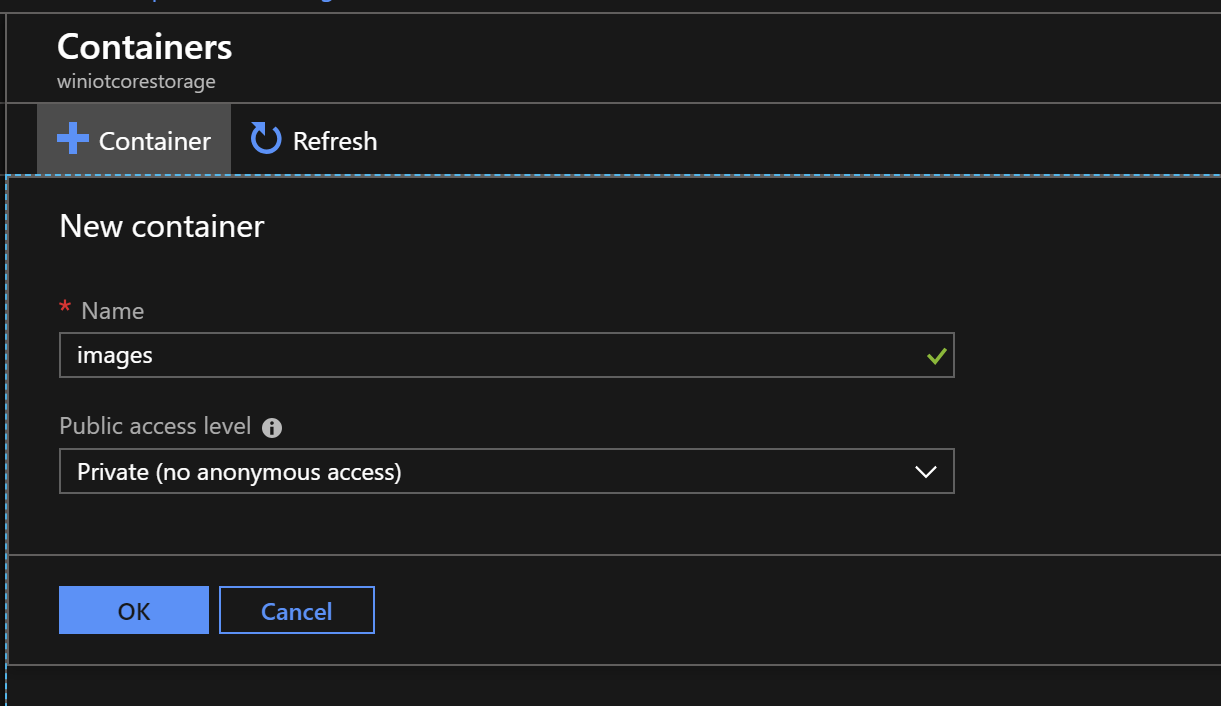 Containers
winiotcorestorage
Container
Refresh
New container
* Name
images
Public access level
Private (no anonymous access)
OK
Cancel